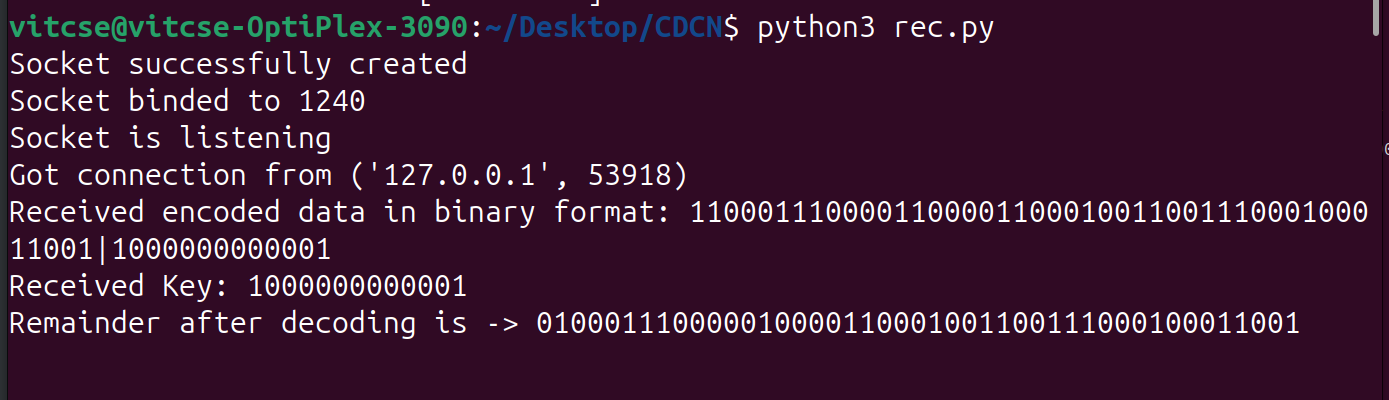 vitcse@vitcse-OptiPlex-3090:~/Desktop/CDCN$ python3 rec.py
Socket successfully created
Socket binded to 1240
Socket is listening
Got connection from ('127.0.0.1', 53918)
Received encoded data in binary format: 1100011100001100001100010011001110001000
11001|1000000000001
Received Key: 1000000000001
Remainder after decoding is -> 010001110000010000110001001100111000100011001